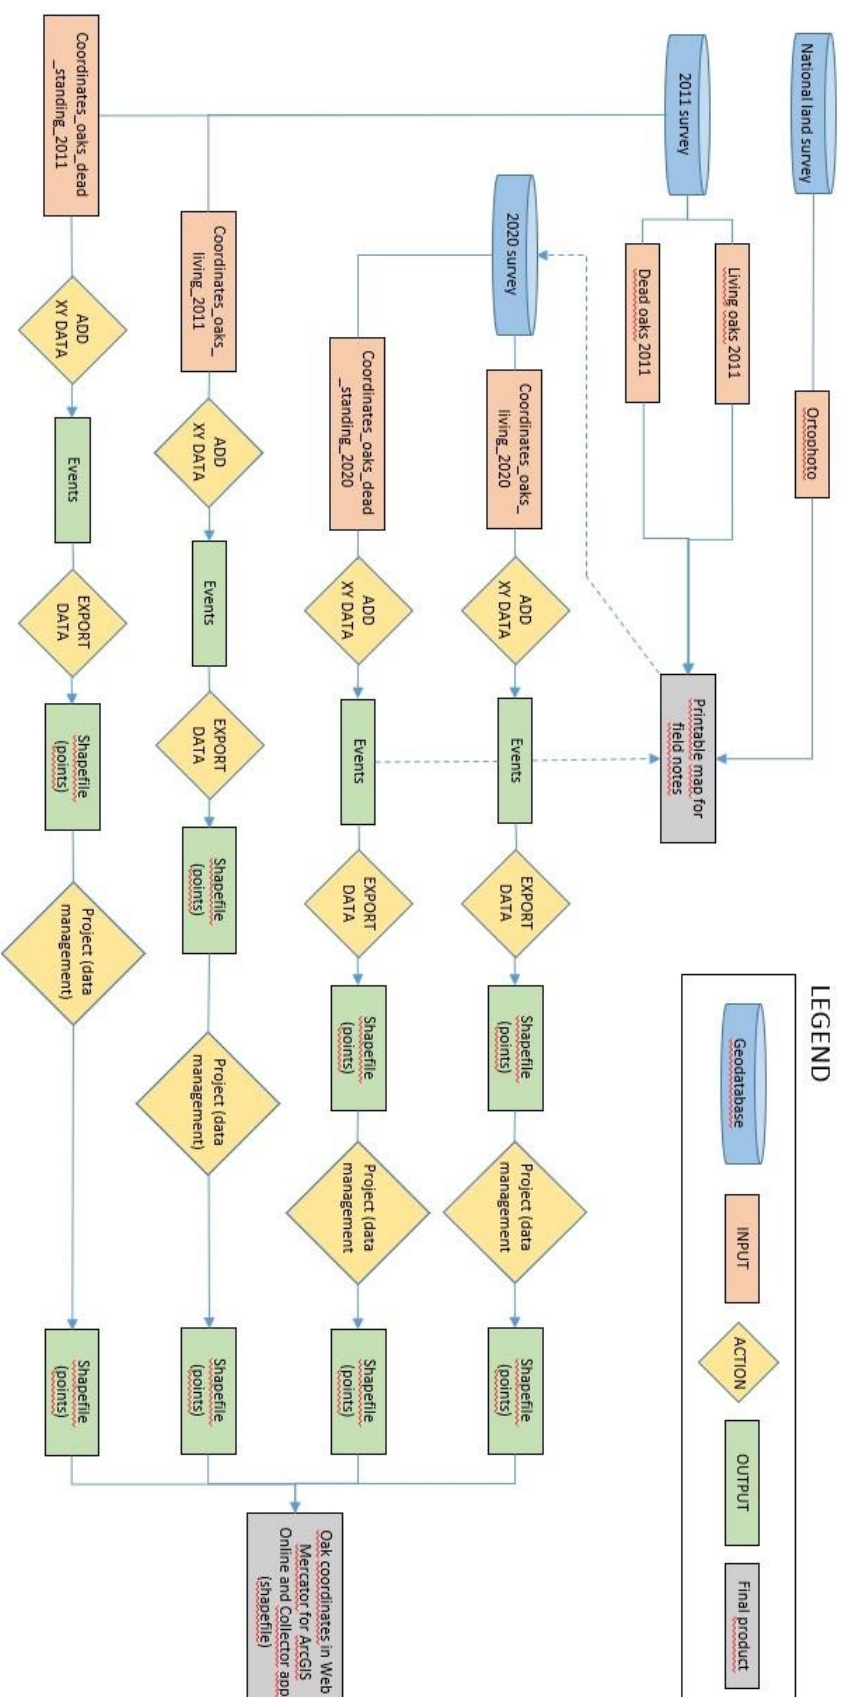 National land survey
Ortophoto
2011 survey
Living oaks 2011
Dead oaks 2011
Printable map for
field notes
2020 survey
Coordinates_oaks_
living_2020
ADD
XY DATA
Events
EXPORT
DATA
Shapefile
(points)
Project (data
management
Shapefile
(points)
Coordinates_oaks_dead
_standing_2020
ADD
XY DATA
Events
EXPORT
DATA
Shapefile
(points)
Project (data
management
Shapefile
(points)
Coordinates_oaks_
living_2011
ADD
XY DATA
Events
EXPORT
DATA
Shapefile
(points)
Project (data
management)
Shapefile
(points)
Coordinates_oaks_dead
_standing_2011
ADD
XY DATA
Events
EXPORT
DATA
Shapefile
(points)
Project (data
management)
Shapefile
(points)
Oak coordinates in Web
Mercator for ArcGIS
Online and Collector app
(shapefile)
LEGEND
Geodatabase
INPUT
ACTION
OUTPUT
Final product